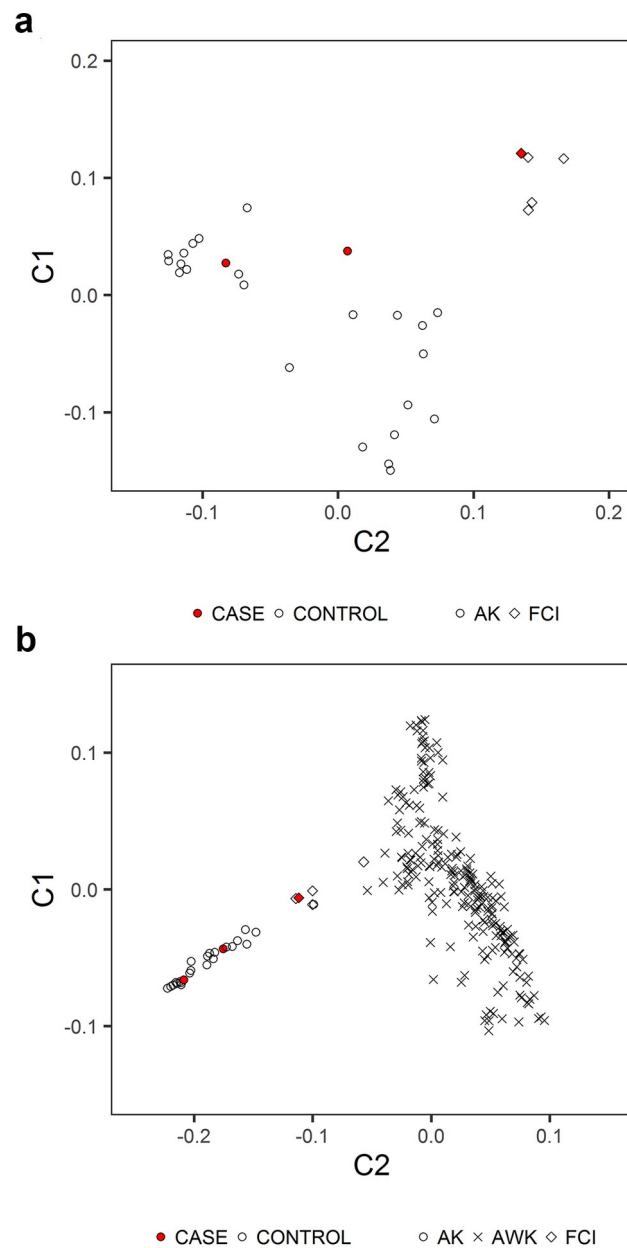 a
0.2
0.1
0.0
-0.1
C1
-0.1 0.0 0.1 0.2
C2
CASE CONTROL AK FCI
b
0.1
0.0
-0.1
C1
-0.2 -0.1 0.0 0.1
C2
CASE CONTROL AK AWK FCI